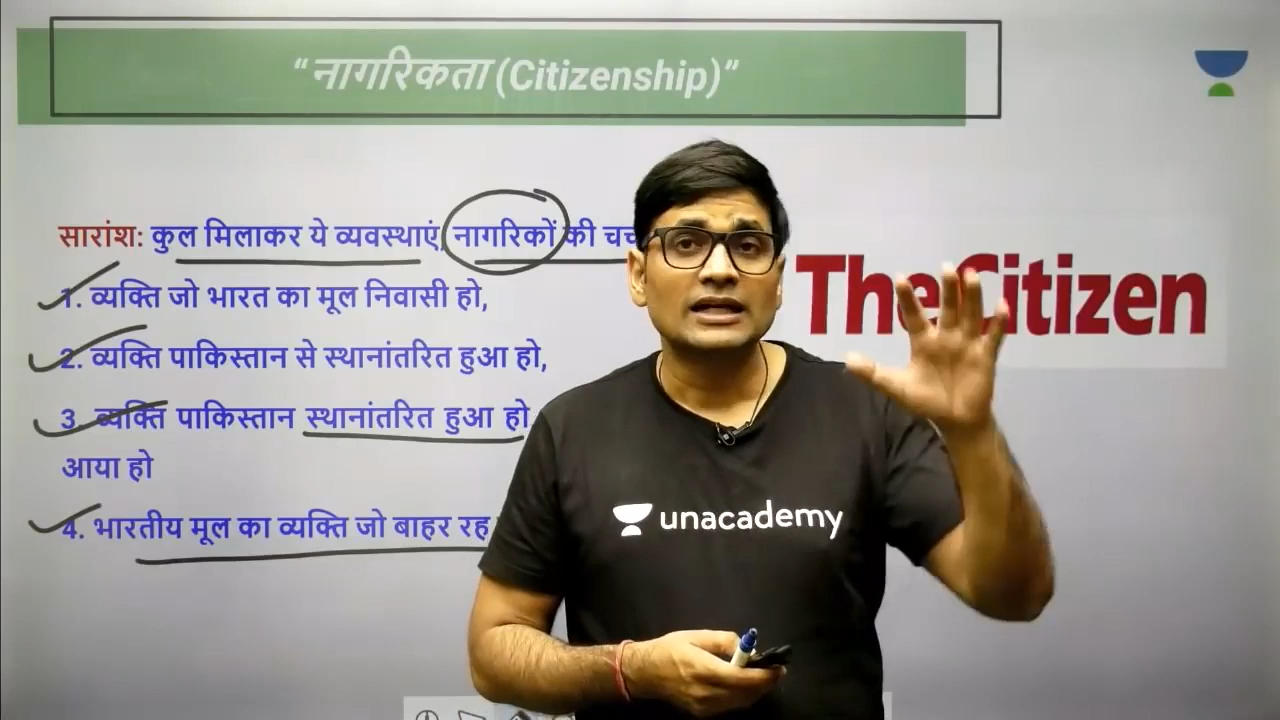 “नागरिकता (Citizenship)”
सारांश: कुल मिलाकर ये व्यवस्थाएं, नागरिकों की
1. व्यक्ति जो भारत का मूल निवासी हो,
2. व्यक्ति पाकिस्तान से स्थानांतरित हुआ हो,
3. व्यक्ति पाकिस्तान स्थानांतरित हुआ हो
आया हो
4. भारतीय मूल का व्यक्ति जो बाहर रह
The Citizen
unacademy